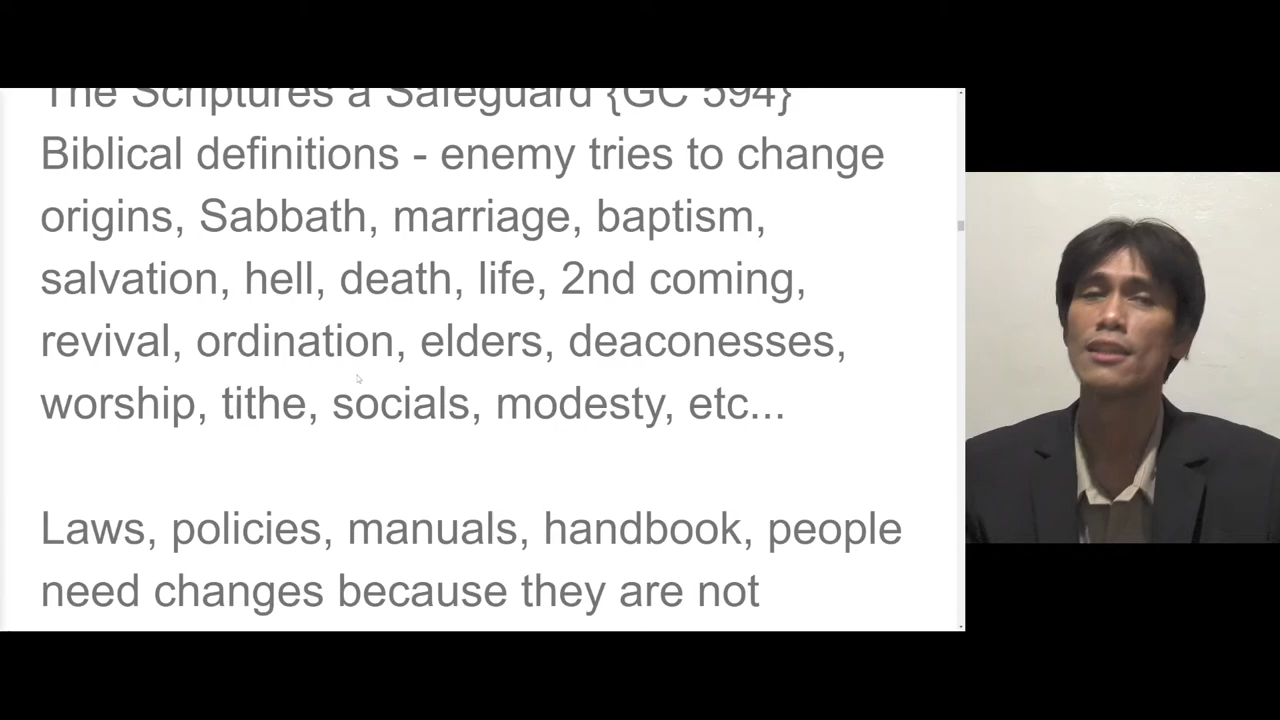 The Scriptures a Safeguard {GC 594}
Biblical definitions - enemy tries to change
origins, Sabbath, marriage, baptism,
salvation, hell, death, life, 2nd coming,
revival, ordination, elders, deaconesses,
worship, tithe, socials, modesty, etc...
Laws, policies, manuals, handbook, people
need changes because they are not